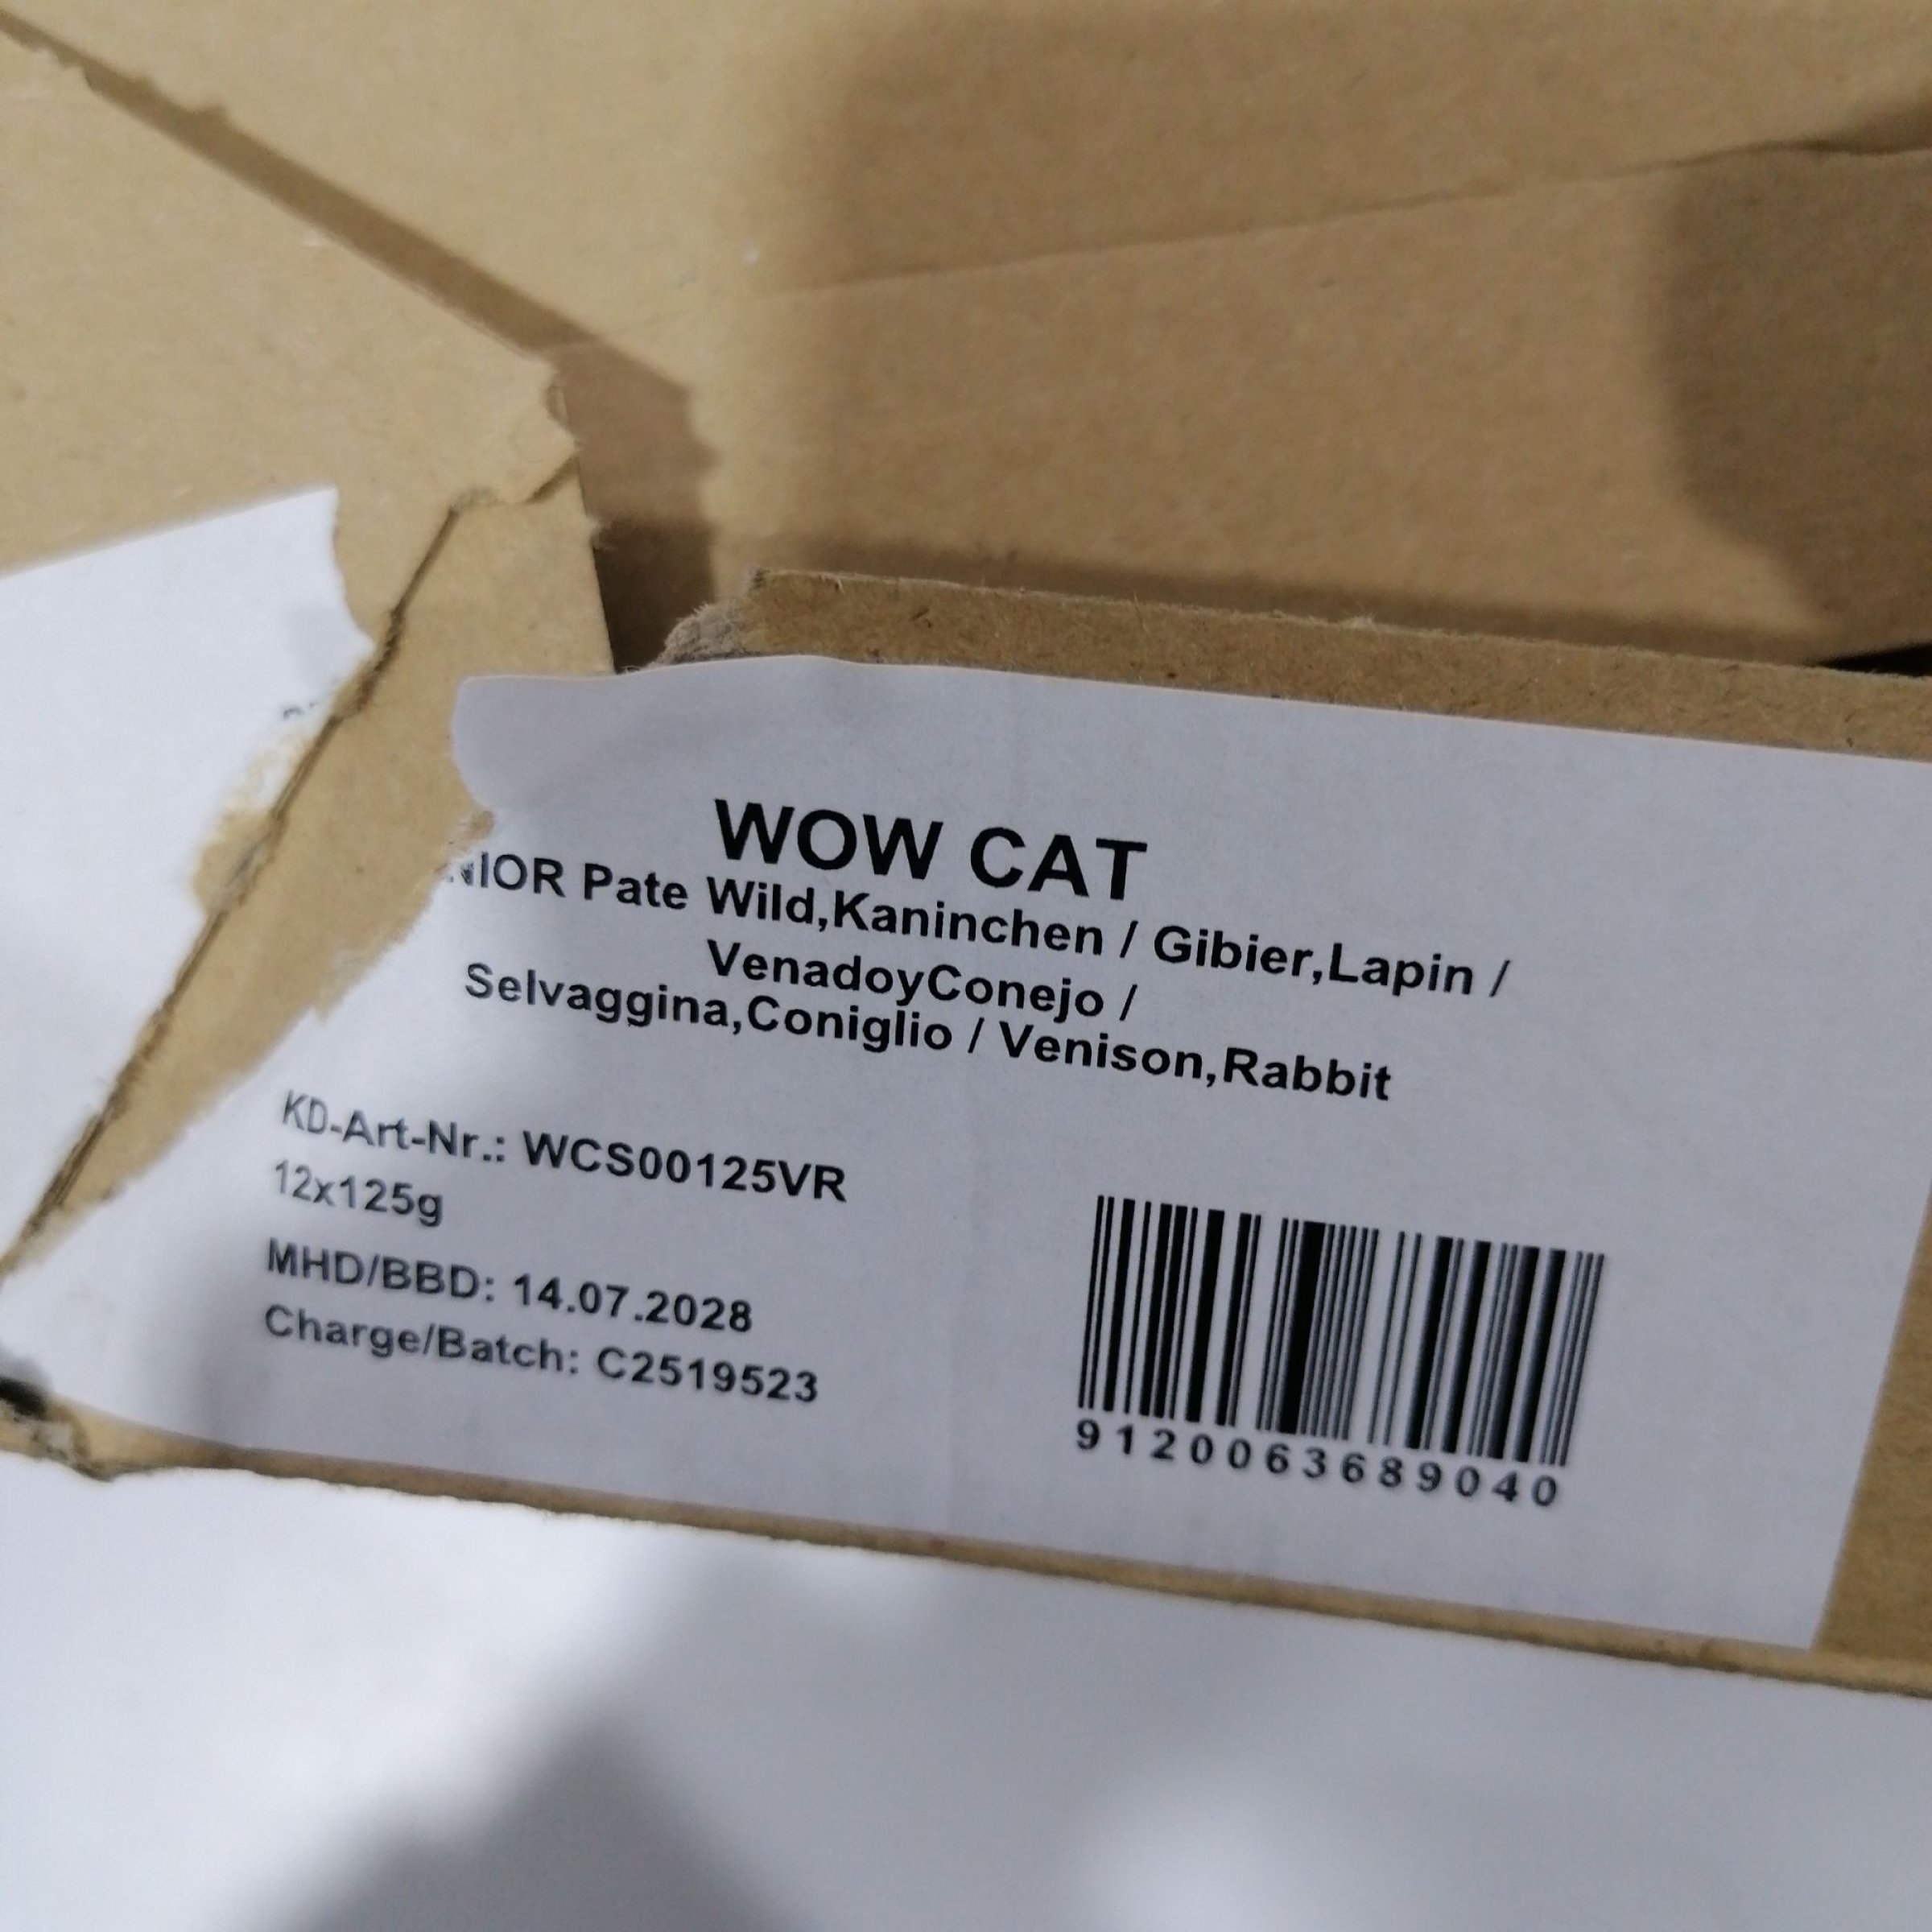 WOW CAT
NIOR Pate Wild,Kaninchen / Gibier,Lapin /
VenadoyConejo /
Selvaggina,Coniglio / Venison,Rabbit
KD-Art-Nr.: WCS00125VR
12x125g
MHD/BBD: 14.07.2028
Charge/Batch: C2519523
9120063689040